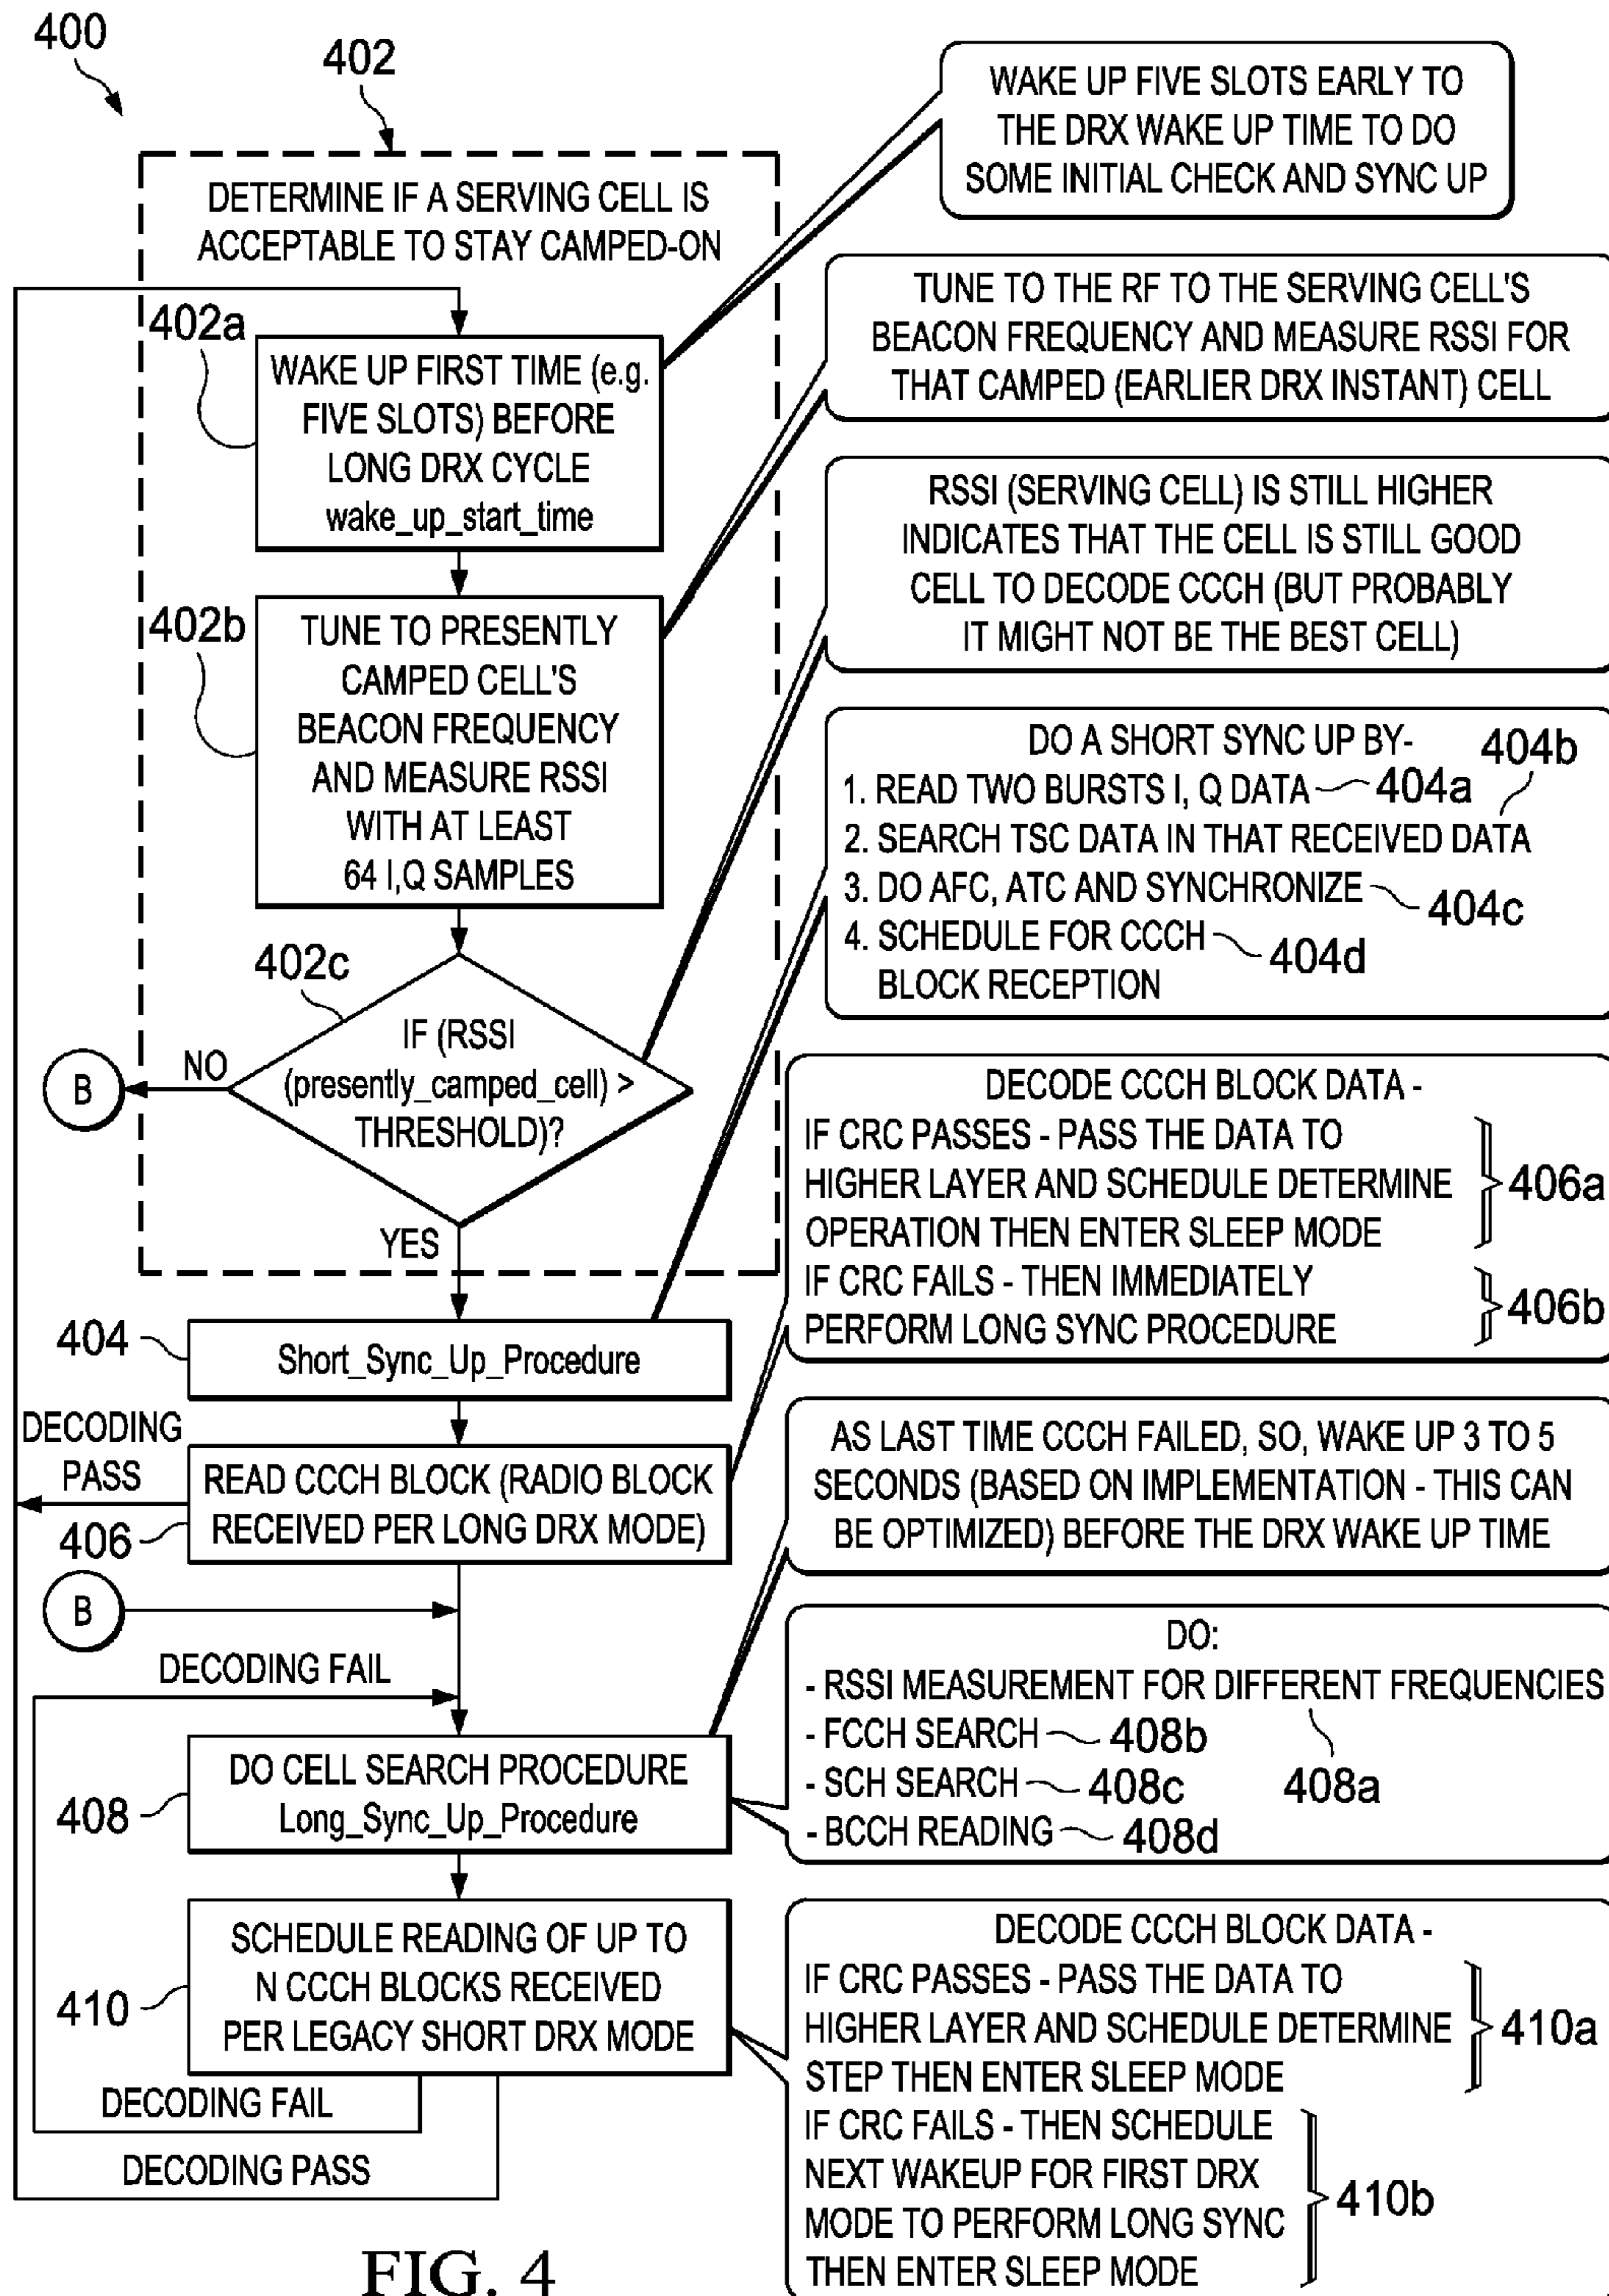 400
402
DETERMINE IF A SERVING CELL IS
ACCEPTABLE TO STAY CAMPED-ON
402a
WAKE UP FIRST TIME (e.g.
FIVE SLOTS) BEFORE
LONG DRX CYCLE
wake_up_start_time
WAKE UP FIVE SLOTS EARLY TO
THE DRX WAKE UP TIME TO DO
SOME INITIAL CHECK AND SYNC UP
402b
TUNE TO PRESENTLY
CAMPED CELL'S
BEACON FREQUENCY
AND MEASURE RSSI
WITH AT LEAST
64 I,Q SAMPLES
TUNE TO THE RF TO THE SERVING CELL'S
BEACON FREQUENCY AND MEASURE RSSI FOR
THAT CAMPED (EARLIER DRX INSTANT) CELL
402c
IF (RSSI
(presently_camped_cell) >
THRESHOLD)?
NO
B
YES
RSSI (SERVING CELL) IS STILL HIGHER
INDICATES THAT THE CELL IS STILL GOOD
CELL TO DECODE CCCH (BUT PROBABLY
IT MIGHT NOT BE THE BEST CELL)
404
Short_Sync_Up_Procedure
DO A SHORT SYNC UP BY-
1. READ TWO BURSTS I, Q DATA 404a
404b
2. SEARCH TSC DATA IN THAT RECEIVED DATA
3. DO AFC, ATC AND SYNCHRONIZE 404c
4. SCHEDULE FOR CCCH 404d
BLOCK RECEPTION
DECODING
PASS
406
READ CCCH BLOCK (RADIO BLOCK
RECEIVED PER LONG DRX MODE)
DECODE CCCH BLOCK DATA -
IF CRC PASSES - PASS THE DATA TO
HIGHER LAYER AND SCHEDULE DETERMINE
OPERATION THEN ENTER SLEEP MODE
406a
IF CRC FAILS - THEN IMMEDIATELY
PERFORM LONG SYNC PROCEDURE
406b
B
DECODING FAIL
408
DO CELL SEARCH PROCEDURE
Long_Sync_Up_Procedure
AS LAST TIME CCCH FAILED, SO, WAKE UP 3 TO 5
SECONDS (BASED ON IMPLEMENTATION - THIS CAN
BE OPTIMIZED) BEFORE THE DRX WAKE UP TIME
DO:
- RSSI MEASUREMENT FOR DIFFERENT FREQUENCIES
408a
- FCCH SEARCH 408b
- SCH SEARCH 408c
- BCCH READING 408d
410
SCHEDULE READING OF UP TO
N CCCH BLOCKS RECEIVED
PER LEGACY SHORT DRX MODE
DECODING FAIL
DECODING PASS
DECODE CCCH BLOCK DATA -
IF CRC PASSES - PASS THE DATA TO
HIGHER LAYER AND SCHEDULE DETERMINE
STEP THEN ENTER SLEEP MODE
410a
IF CRC FAILS - THEN SCHEDULE
NEXT WAKEUP FOR FIRST DRX
MODE TO PERFORM LONG SYNC
THEN ENTER SLEEP MODE
410b
FIG. 4